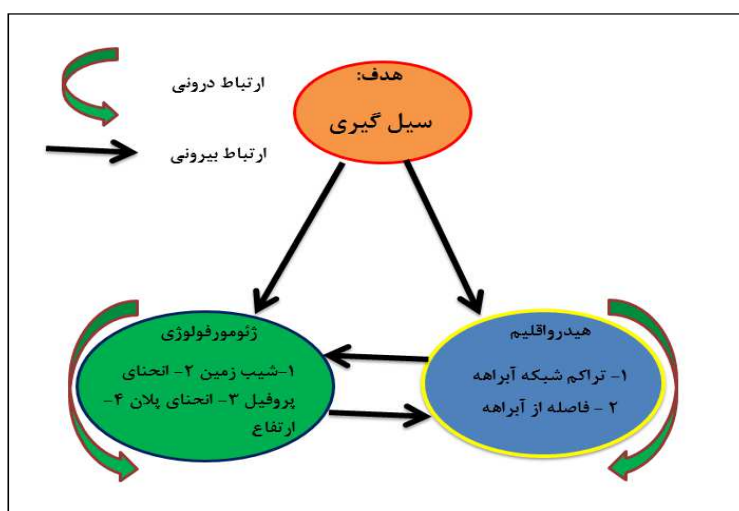 هدف:
سیل گیری
ارتباط درونی
ارتباط بیرونی
هیدرواقلیم
۱- تراکم شبکه آبراهه
۲ - فاصله از آبراهه
ژئومورفولوژی
۱-شیب زمین ۲- انحنای
پروفیل ۳- انحنای پلان ۴-
ارتفاع